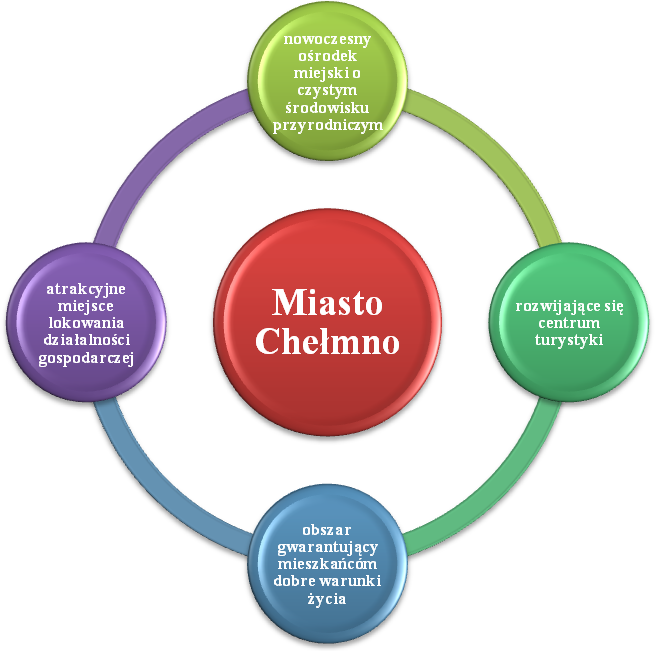 nowoczesny
ośrodek
miejski o
czystym
środowisku
przyrodniczym
atrakcyjne
miejsce
lokowania
działalności
gospodarczej
Miasto
Chełmno
rozwijające się
centrum
turystyki
obszar
gwarantujący
mieszkańcóm
dobre warunki
życia